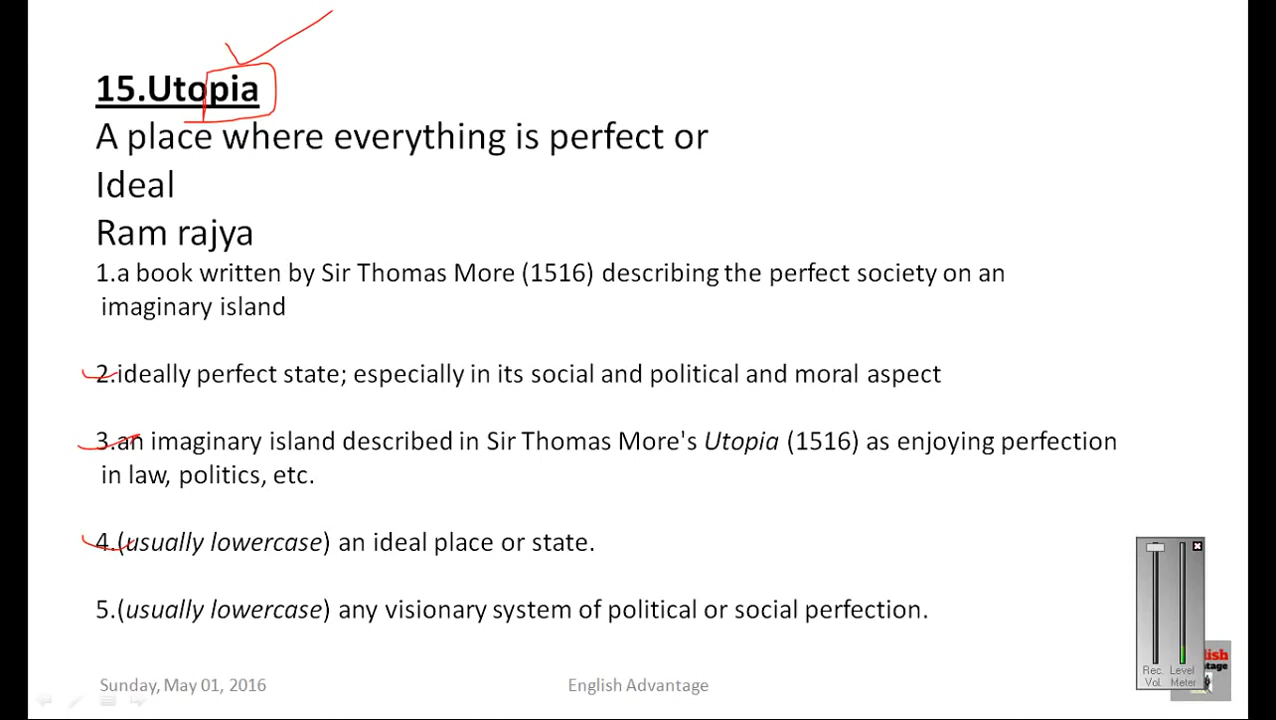 15.Utopia
A place where everything is perfect or
Ideal
Ram rajya
1.a book written by Sir Thomas More (1516) describing the perfect society on an
imaginary island
2.ideally perfect state; especially in its social and political and moral aspect
3.an imaginary island described in Sir Thomas More's Utopia (1516) as enjoying perfection
in law, politics, etc.
4.(usually lowercase) an ideal place or state.
5.(usually lowercase) any visionary system of political or social perfection.
Rec. Level
Vol. Meter
Sunday, May 01, 2016 English Advantage